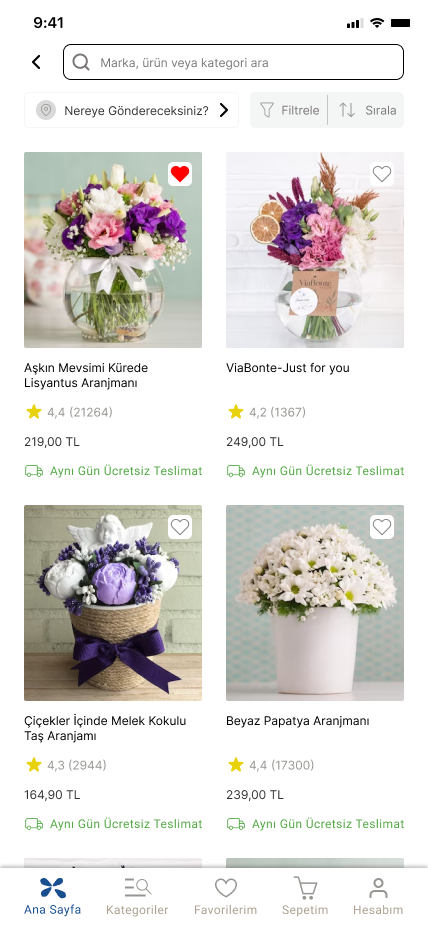 9:41
Marka, ürün veya kategori ara
Nereye Göndereceksiniz?
Filtrele
Sırala
ViaBonte
Aşkın Mevsimi Kürede
Lisyantus Aranjmanı
4,4 (21264)
219,00 TL
Aynı Gün Ücretsiz Teslimat
ViaBonte-Just for you
4,2 (1367)
249,00 TL
Aynı Gün Ücretsiz Teslimat
Çiçekler İçinde Melek Kokulu
Taş Aranjamı
4,3 (2944)
164,90 TL
Aynı Gün Ücretsiz Teslimat
Beyaz Papatya Aranjmanı
4,4 (17300)
239,00 TL
Aynı Gün Ücretsiz Teslimat
Ana Sayfa
Kategoriler
Favorilerim
Sepetim
Hesabım